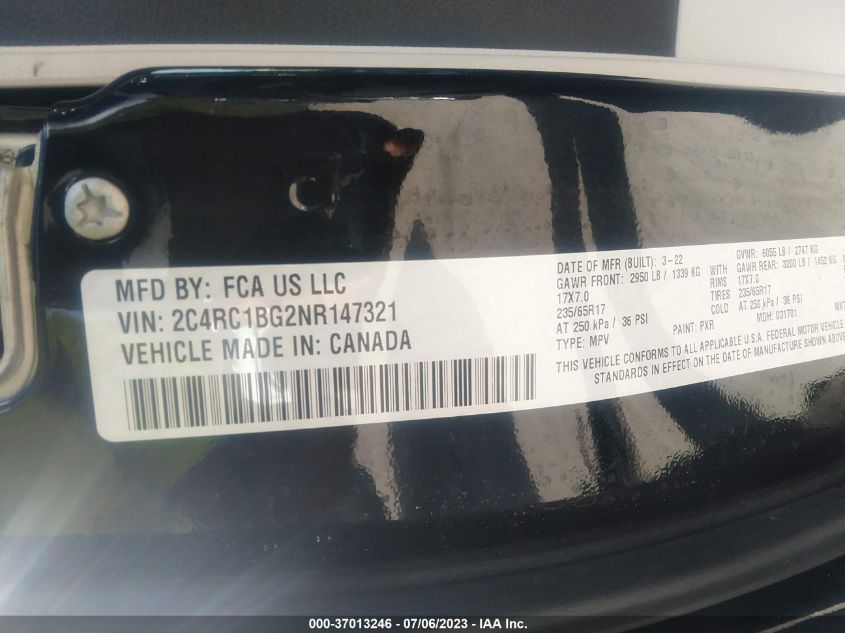 MFD BY: FCA US LLC
VIN: 2C4RC1BG2NR147321
VEHICLE MADE IN: CANADA
DATE OF MFR (BUILT): 3-22 GVWR: 6055 LB / 2747 KG
GAWR FRONT: 2950 LB / 1339 KG WITH GAWR REAR: 3200 LB / 1452 KG
17X7.0 RIMS 17X7.0
235/65R17 TIRES 235/65R17
AT 250 kPa / 36 PSI COLD AT 250 kPa / 36 PSI
TYPE: MPV PAINT: PXR MDH: 031701
THIS VEHICLE CONFORMS TO ALL APPLICABLE U.S.A. FEDERAL MOTOR VEHICLE
STANDARDS IN EFFECT ON THE DATE OF MANUFACTURE SHOWN ABOVE
000-37013246 - 07/06/2023 - IAA Inc.